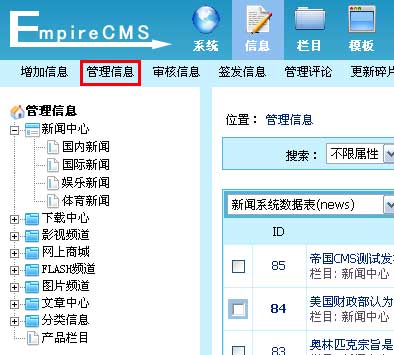 EmpireCMS
系统 信息 栏目 模板
增加信息 管理信息 审核信息 签发信息 管理评论 更新碎片
管理信息
新闻中心
国内新闻
国际新闻
娱乐新闻
体育新闻
下载中心
影视频道
网上商城
FLASH频道
图片频道
文章中心
分类信息
产品栏目
位置： 管理信息
搜索： 不限属性
新闻系统数据表(news)
ID
85 帝国CMS测试发
栏目: 新闻中心
84 美国财政部认为
栏目: 新闻中心
83 奥林匹克宗旨是